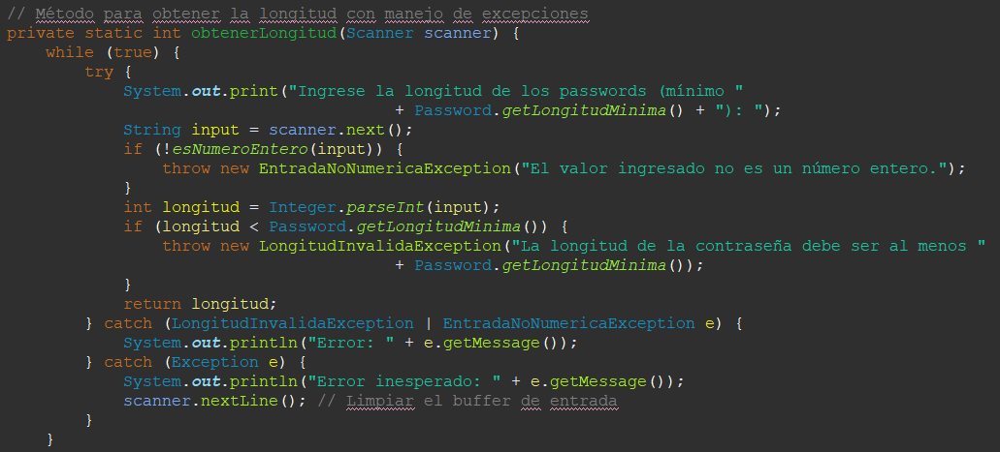 // Método para obtener la longitud con manejo de excepciones
private static int obtenerLongitud(Scanner scanner) {
    while (true) {
        try {
            System.out.print("Ingrese la longitud de los passwords (mínimo "
                                        + Password.getLongitudMinima() + "): ");
            String input = scanner.next();
            if (!esNumeroEntero(input)) {
                throw new EntradaNoNumericaException("El valor ingresado no es un número entero.");
            }
            int longitud = Integer.parseInt(input);
            if (longitud < Password.getLongitudMinima()) {
                throw new LongitudInvalidaException("La longitud de la contraseña debe ser al menos "
                                        + Password.getLongitudMinima());
            }
            return longitud;
        } catch (LongitudInvalidaException | EntradaNoNumericaException e) {
            System.out.println("Error: " + e.getMessage());
        } catch (Exception e) {
            System.out.println("Error inesperado: " + e.getMessage());
            scanner.nextLine(); // Limpiar el buffer de entrada
        }
    }